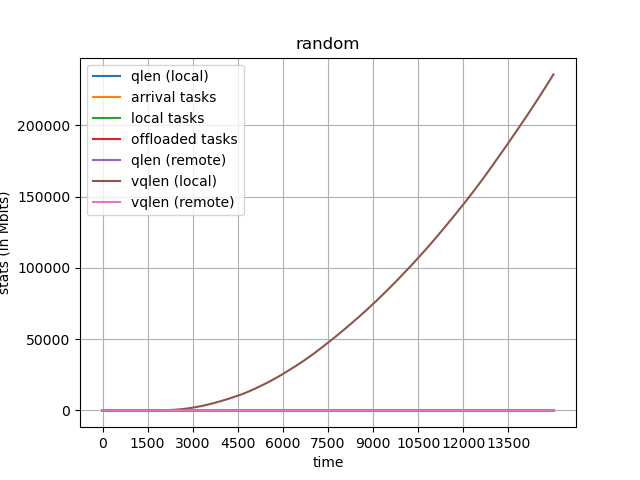 random
qlen (local)
arrival tasks
local tasks
offloaded tasks
qlen (remote)
vqlen (local)
vqlen (remote)
stats (in Mbits)
200000
150000
100000
50000
0
0 1500 3000 4500 6000 7500 9000 10500 12000 13500
time